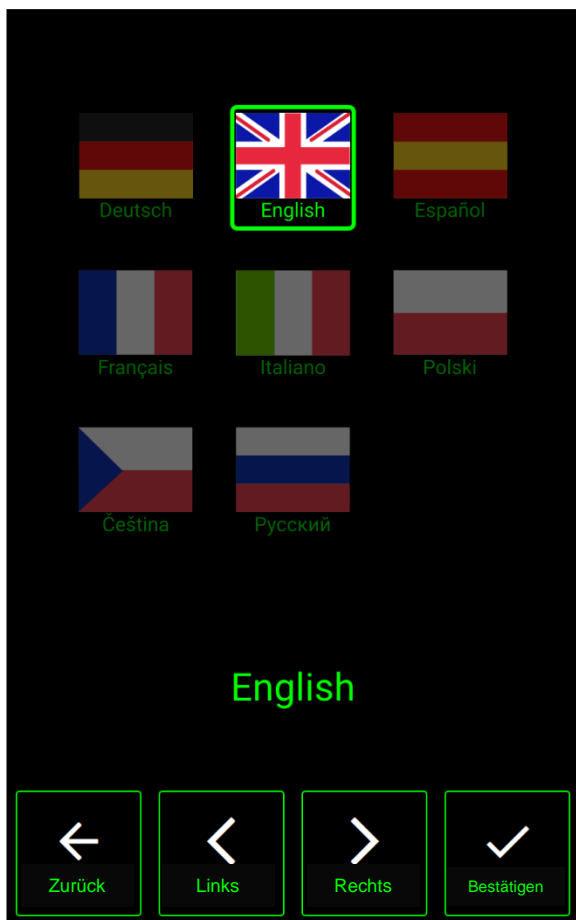 Deutsch English Español
Français Italiano Polski
Čeština Русский
English
Zurück Links Rechts Bestätigen